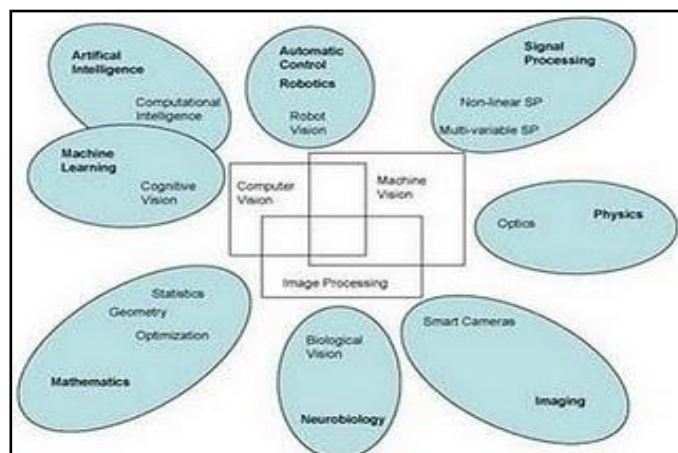 Artifical
Intelligence
Computational
Intelligence
Machine
Learning
Cognitive
Vision
Automatic
Control
Robotics
Robot
Vision
Signal
Processing
Non-linear SP
Multi-variable SP
Computer
Vision
Machine
Vision
Image Processing
Optics
Physics
Statistics
Geometry
Optimization
Mathematics
Biological
Vision
Neurobiology
Smart Cameras
Imaging